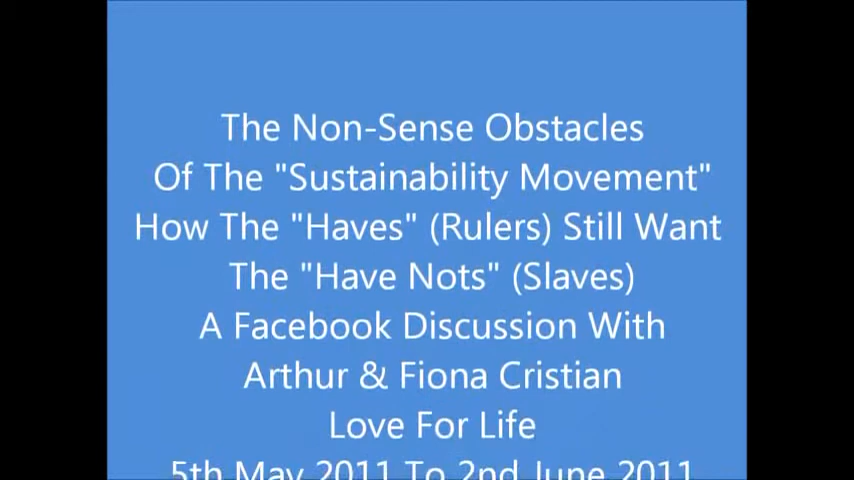 The Non-Sense Obstacles
Of The "Sustainability Movement"
How The "Haves" (Rulers) Still Want
The "Have Nots" (Slaves)
A Facebook Discussion With
Arthur & Fiona Cristian
Love For Life
5th May 2011 To 2nd June 2011